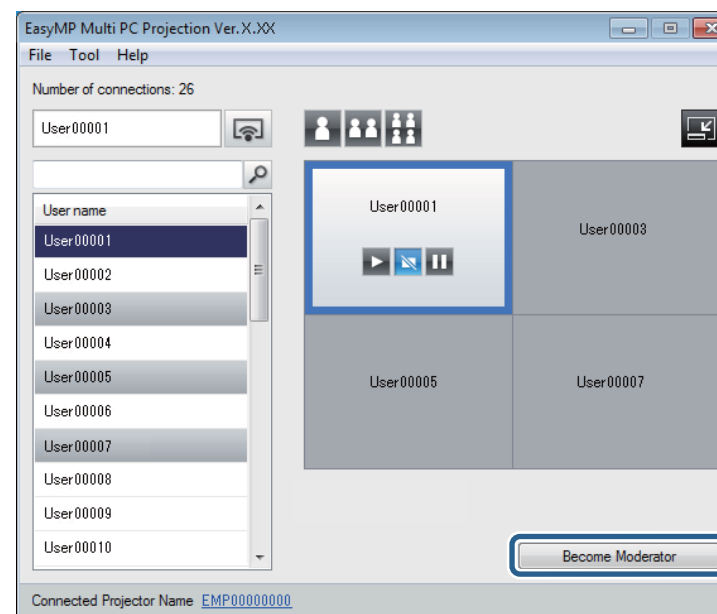 EasyMP Multi PC Projection Ver.X.XX
File Tool Help
Number of connections: 26
User00001
User name
User00001
User00002
User00003
User00004
User00005
User00006
User00007
User00008
User00009
User00010
User00001
User00003
User00005
User00007
Become Moderator
Connected Projector Name EMP00000000